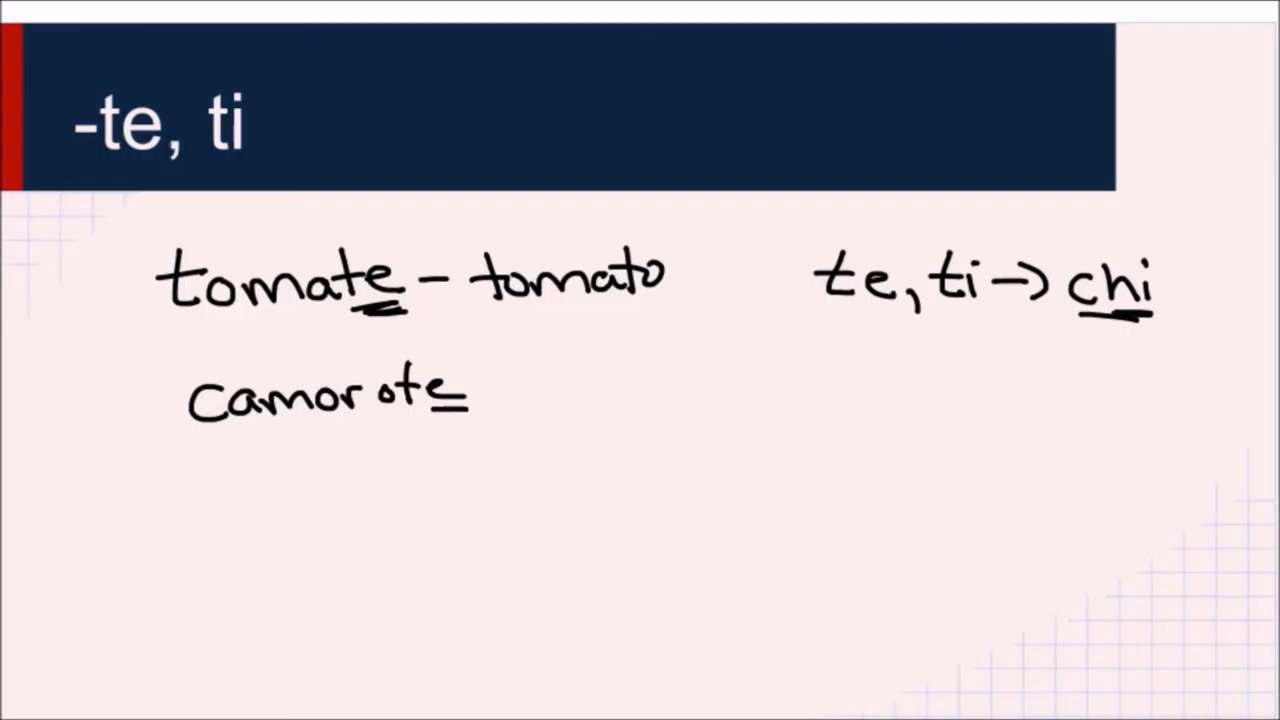 -te, ti
tomate - tomato
te, ti → chi
camorote